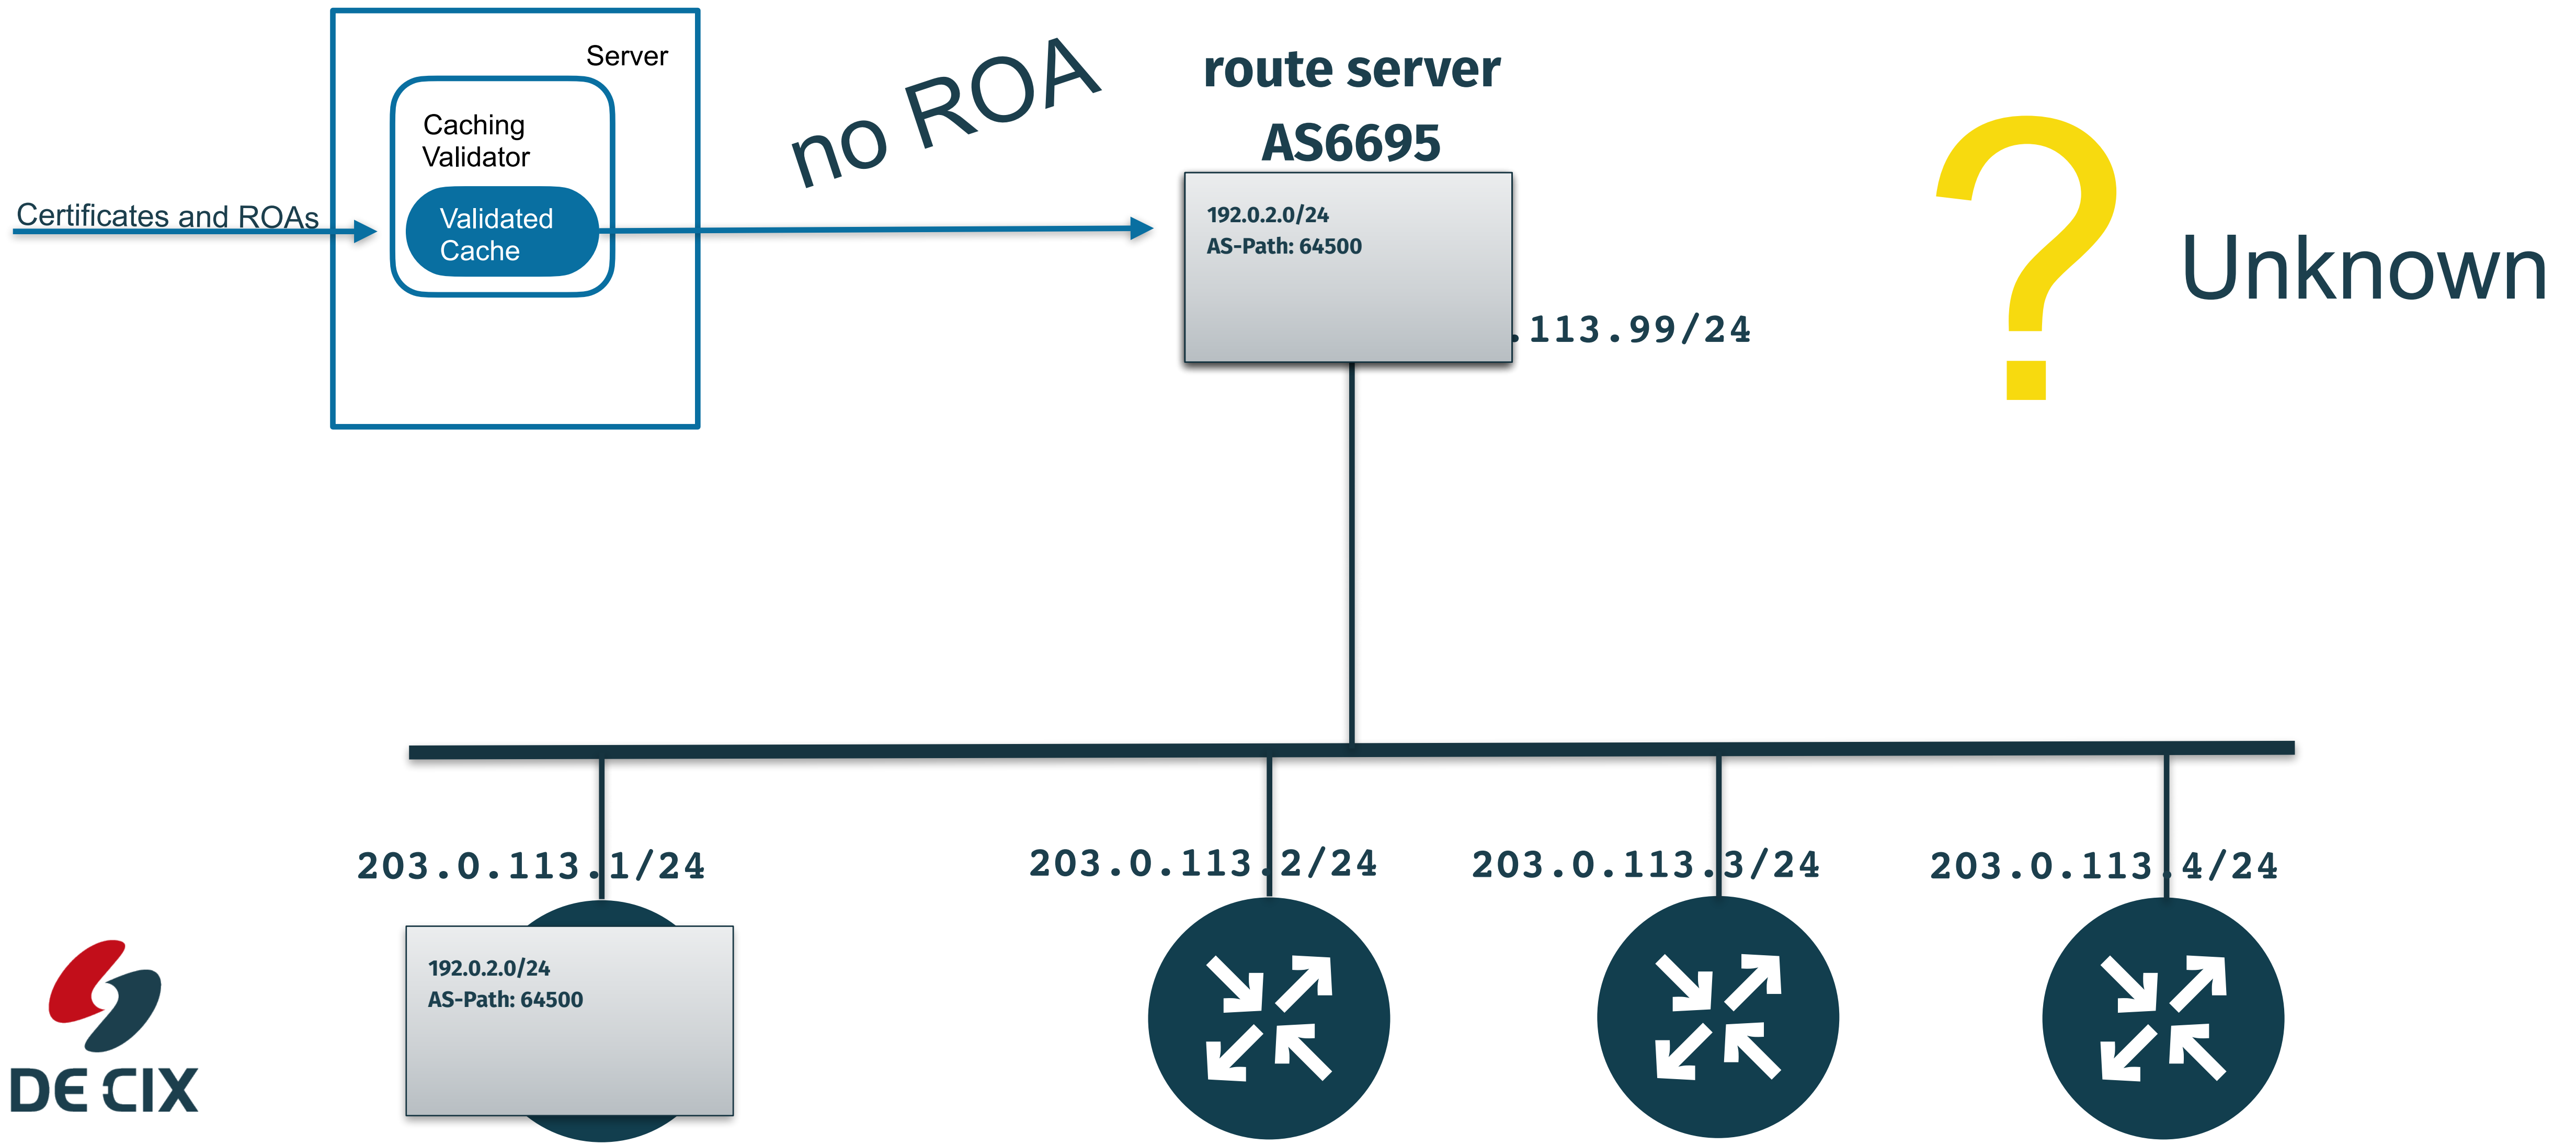 Server
Caching
Validator
Validated
Cache
Certificates and ROAs
no ROA
route server
AS6695
192.0.2.0/24
AS-Path: 64500
.113.99/24
?
Unknown
203.0.113.1/24
203.0.113.2/24
203.0.113.3/24
203.0.113.4/24
192.0.2.0/24
AS-Path: 64500
DE CIX